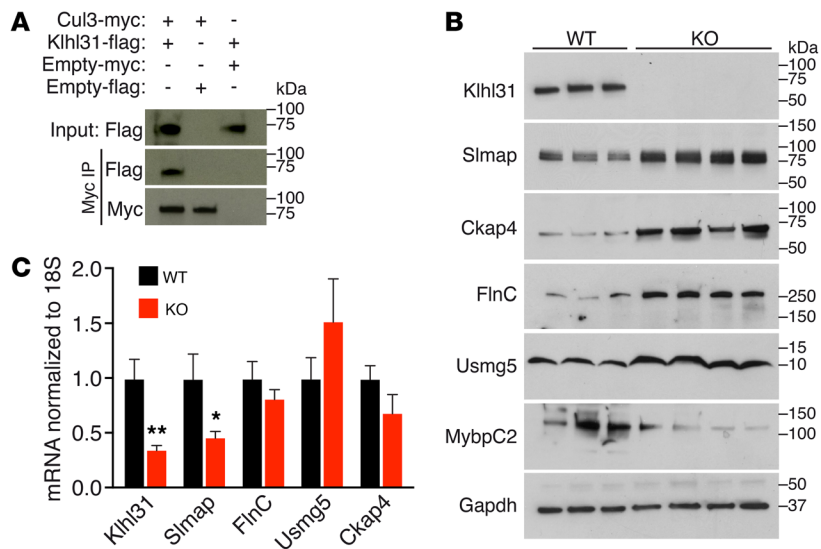 A
Cul3-myc: + + -
Klhl31-flag: + - +
Empty-myc: - - +
Empty-flag: - + -
kDa
Input: Flag
100
75
Myc IP
Flag
100
75
Myc
100
75
B
WT KO
kDa
Klhl31
100
75
50
Slmap
150
100
75
50
Ckap4
100
75
50
FlnC
250
150
Usmg5
15
10
MybpC2
150
100
Gapdh
50
37
C
mRNA normalized to 18S
2.0
1.5
1.0
0.5
0.0
WT
KO
**
*
Klhl31
Slmap
FlnC
Usmg5
Ckap4